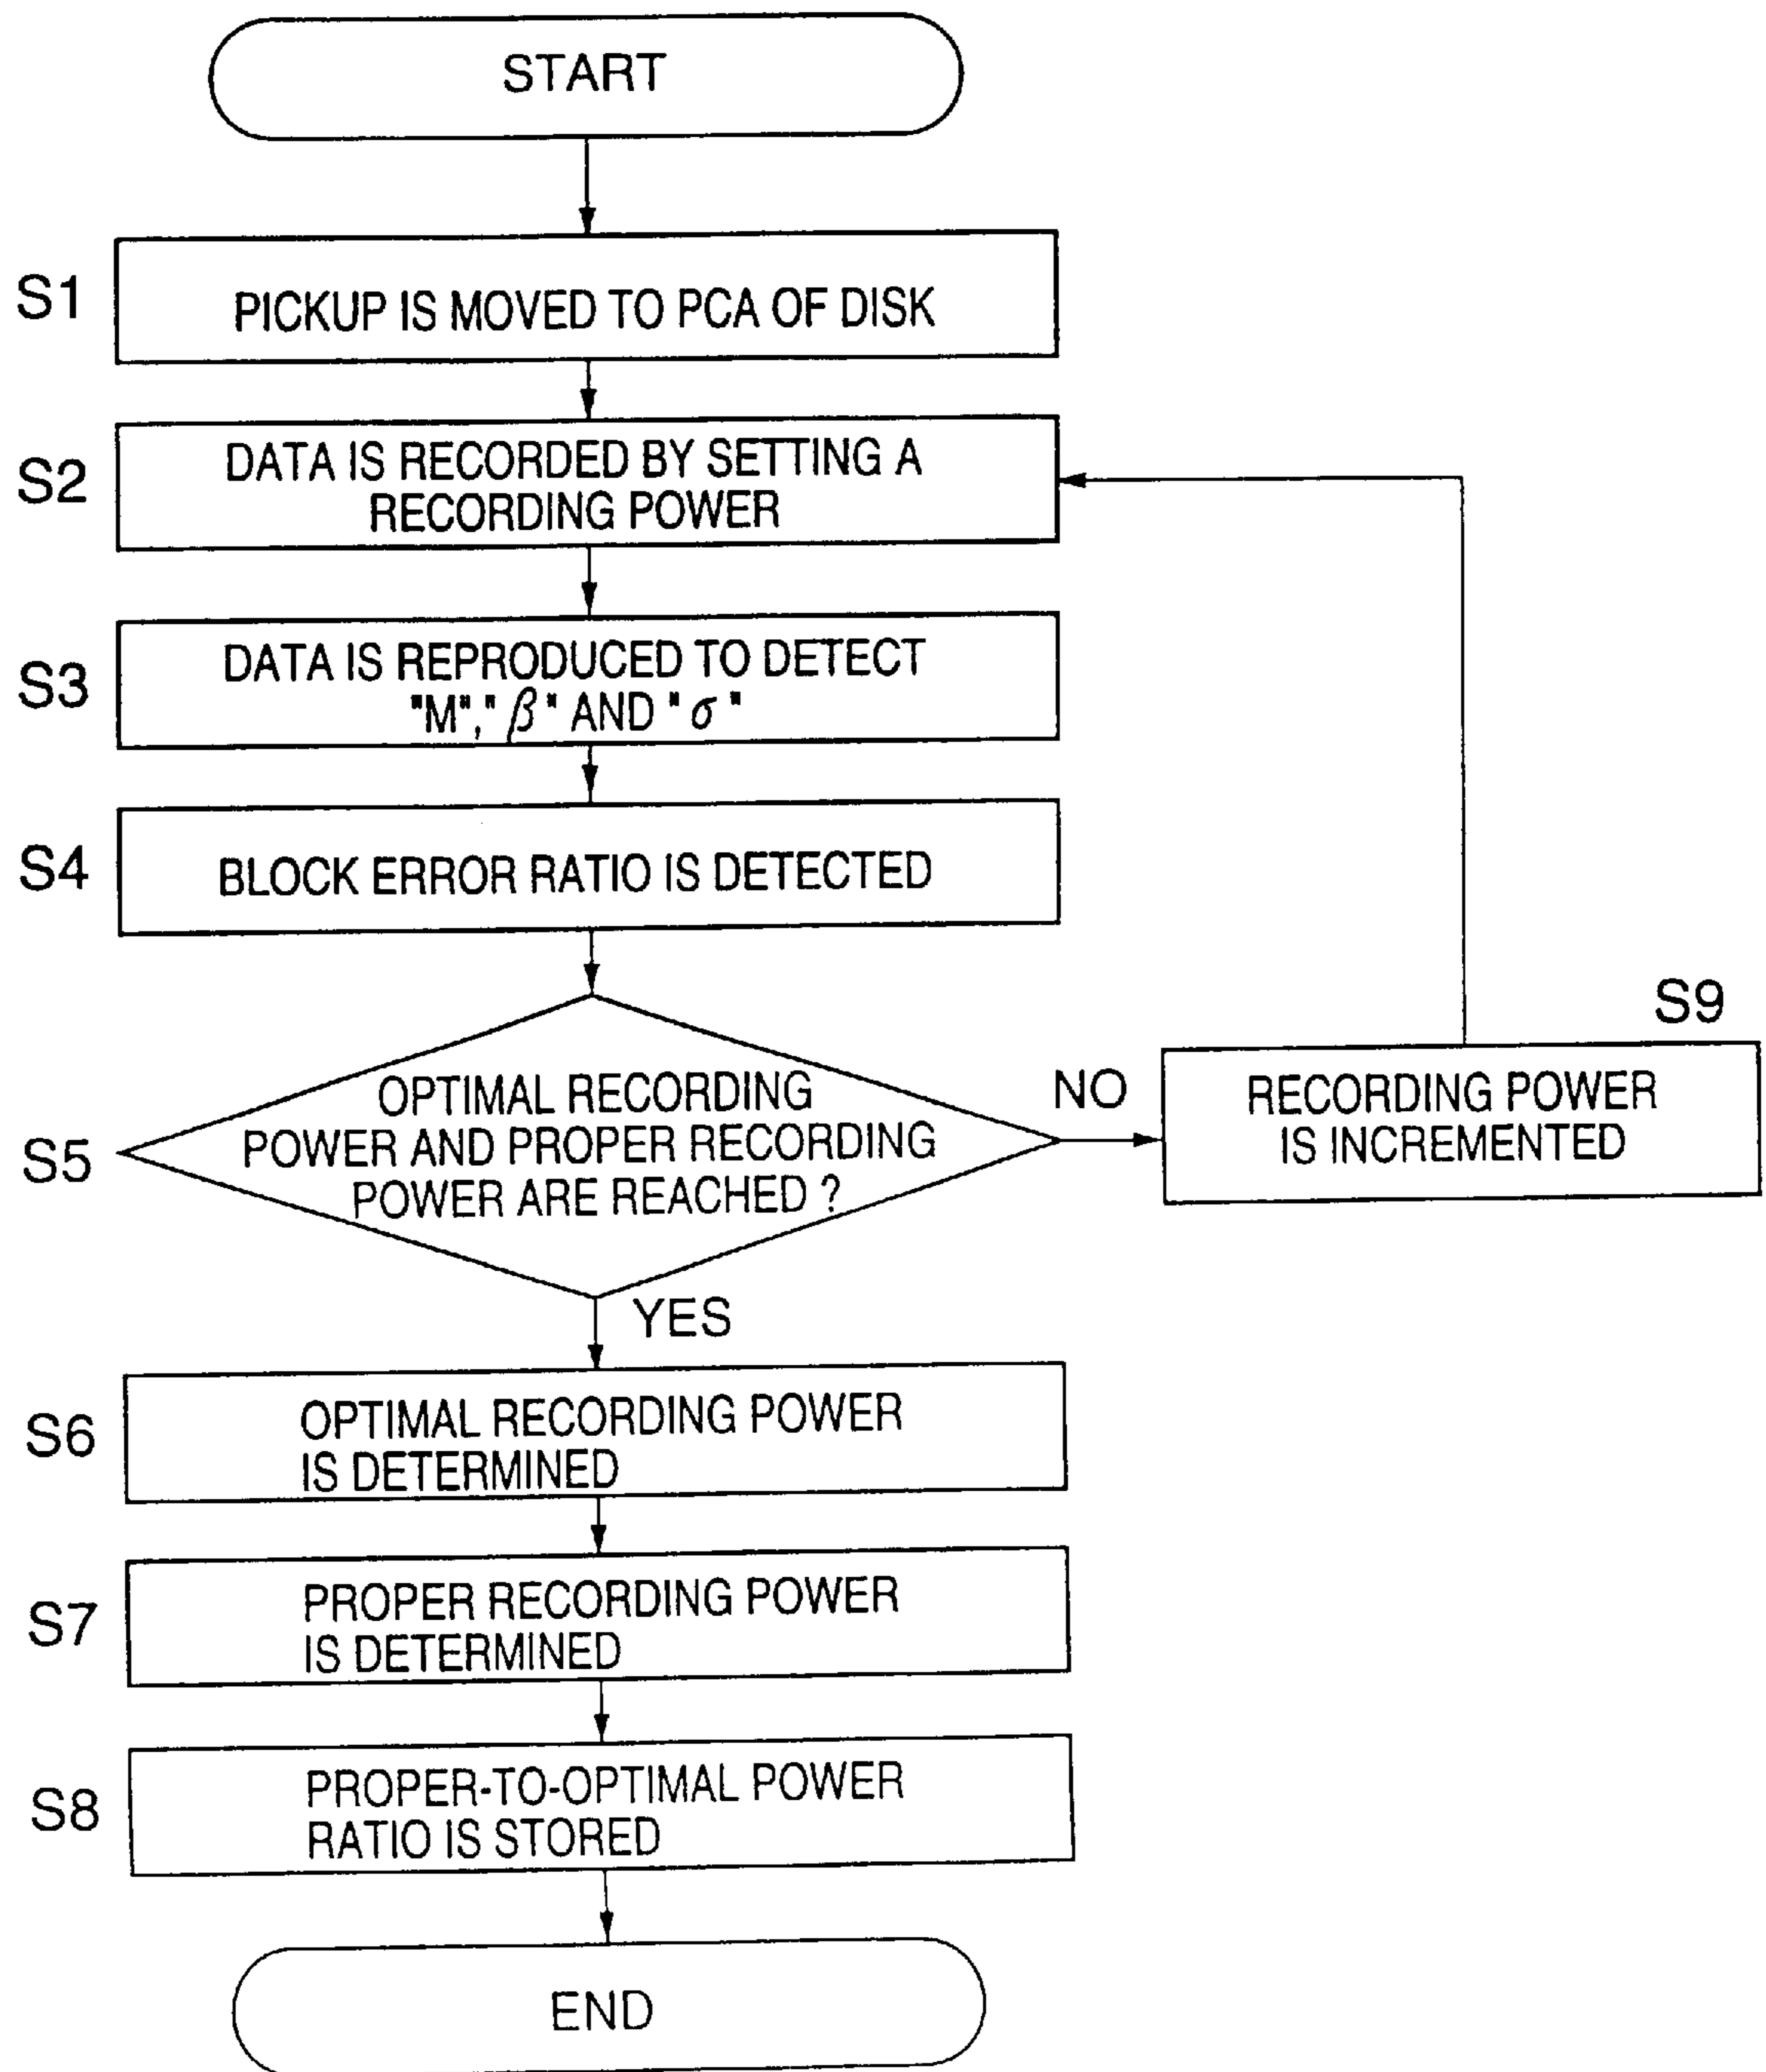 START
S1
PICKUP IS MOVED TO PCA OF DISK
S2
DATA IS RECORDED BY SETTING A
RECORDING POWER
S3
DATA IS REPRODUCED TO DETECT
"M"," β" AND "σ"
S4
BLOCK ERROR RATIO IS DETECTED
S5
OPTIMAL RECORDING
POWER AND PROPER RECORDING
POWER ARE REACHED ?
NO
S9
RECORDING POWER
IS INCREMENTED
YES
S6
OPTIMAL RECORDING POWER
IS DETERMINED
S7
PROPER RECORDING POWER
IS DETERMINED
S8
PROPER-TO-OPTIMAL POWER
RATIO IS STORED
END